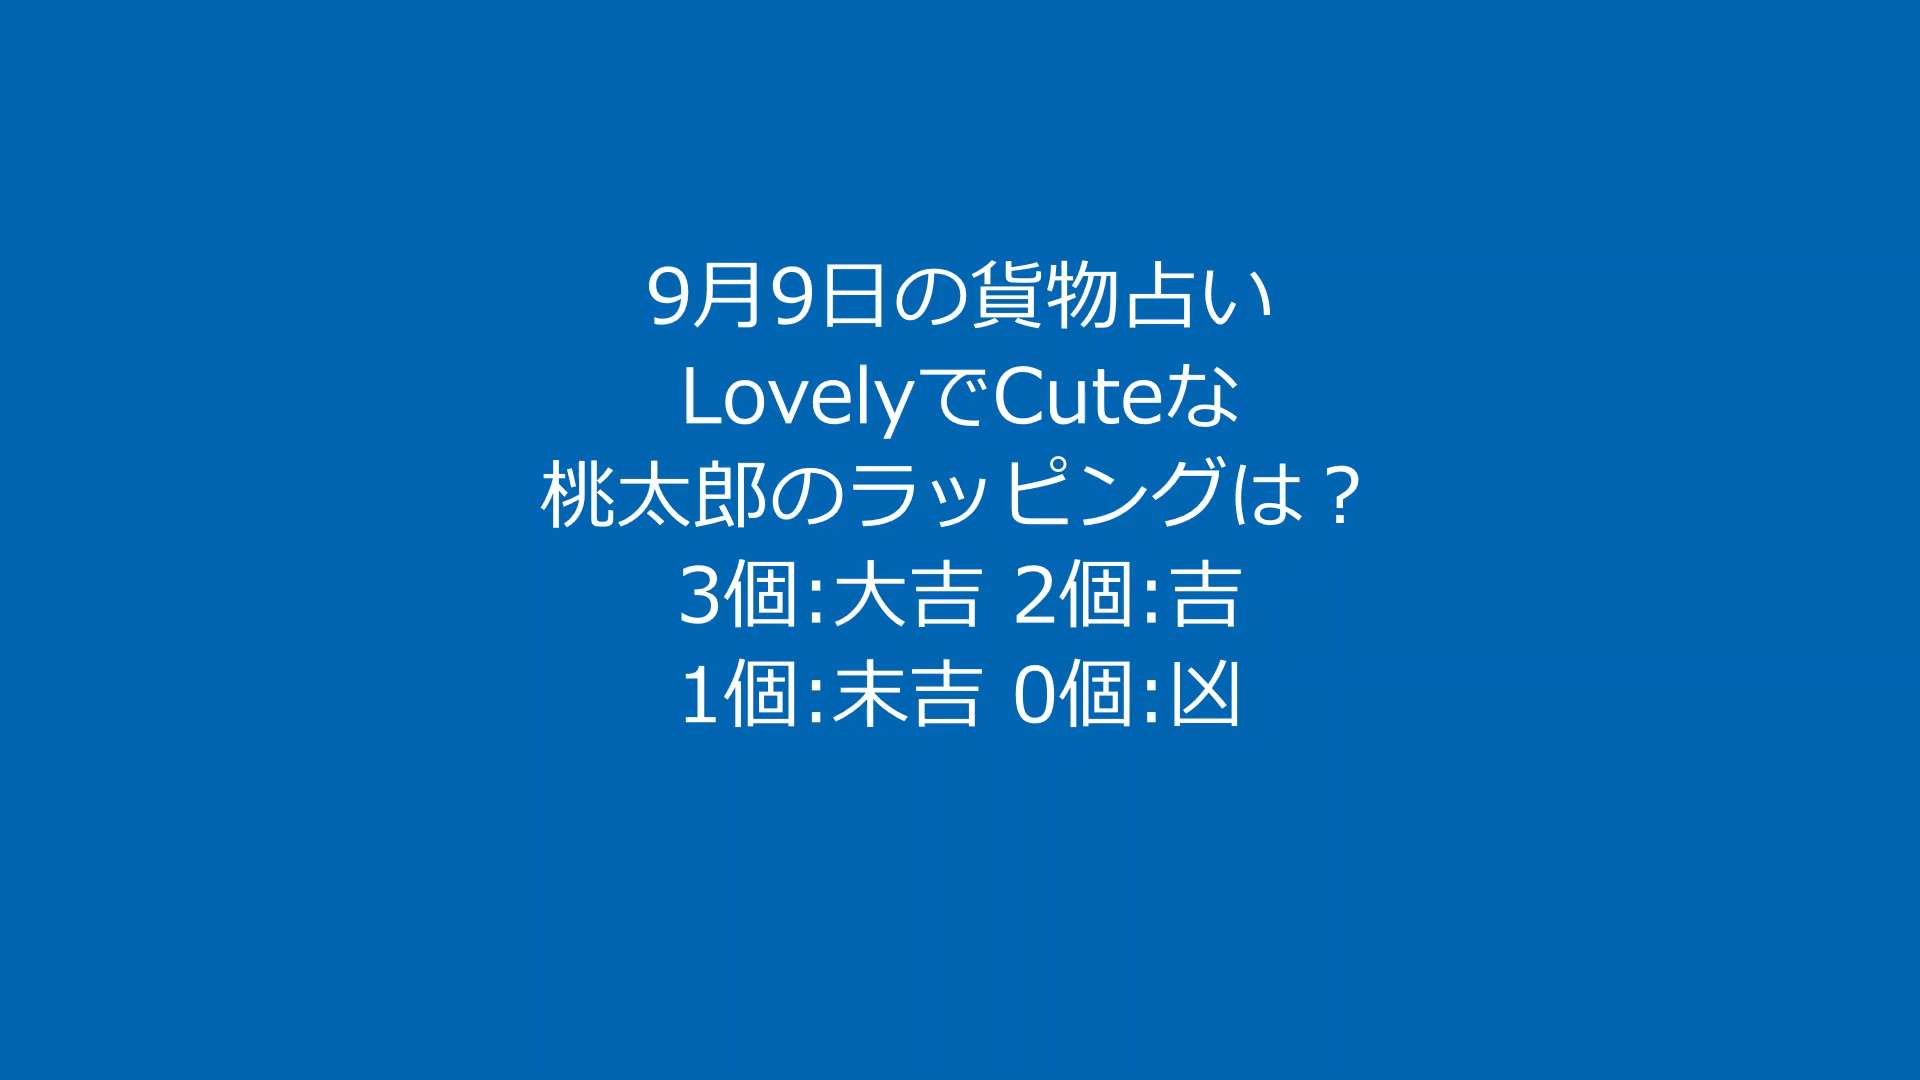 9月9日の貨物占い
LovelyでCuteな
桃太郎のラッピングは？
3個:大吉 2個:吉
1個:末吉 0個:凶